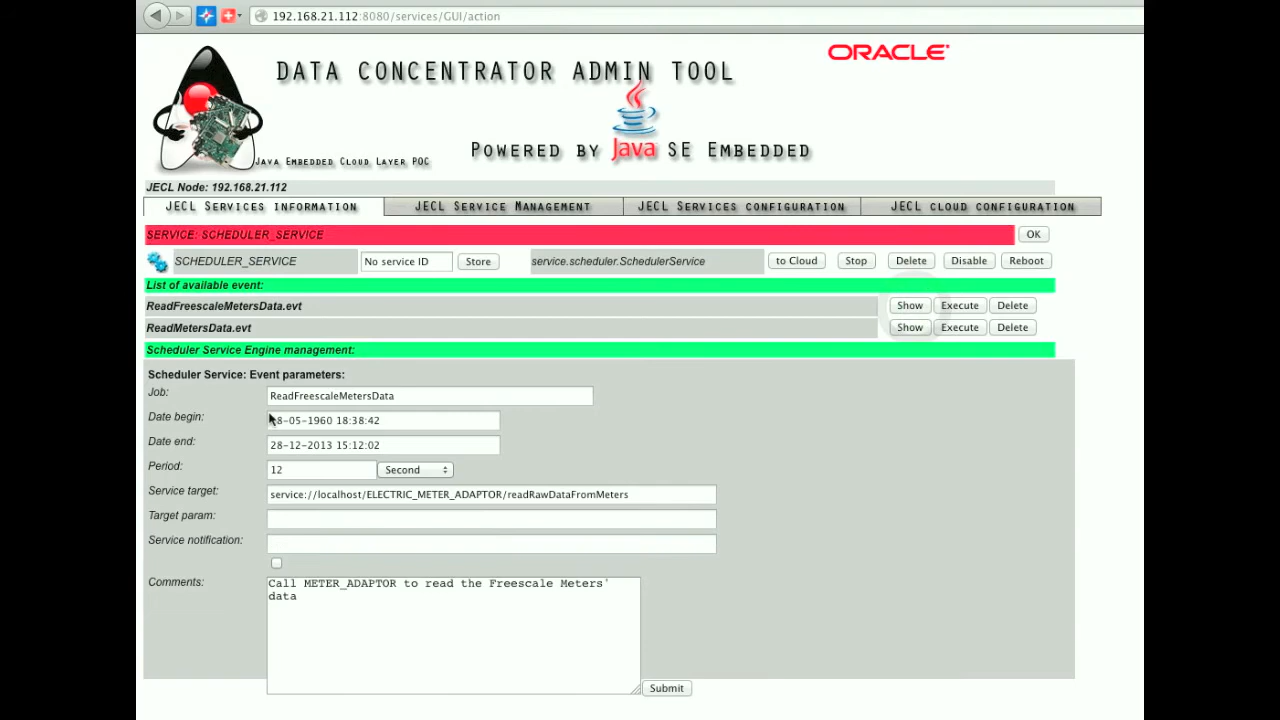 192.168.21.112:8080/services/GUI/action
ORACLE
DATA CONCENTRATOR ADMIN TOOL
JAVA EMBEDDED CLOUD LAYER POC
POWERED BY Java SE EMBEDDED
JECL Node: 192.168.21.112
JECL SERVICES INFORMATION JECL SERVICE MANAGEMENT JECL SERVICES CONFIGURATION JECL CLOUD CONFIGURATION
SERVICE: SCHEDULER_SERVICE OK
SCHEDULER_SERVICE No service ID Store service.scheduler.SchedulerService to Cloud Stop Delete Disable Reboot
List of available event:
ReadFreescaleMetersData.evt Show Execute Delete
ReadMetersData.evt Show Execute Delete
Scheduler Service Engine management:
Scheduler Service: Event parameters:
Job: ReadFreescaleMetersData
Date begin: 8-05-1960 18:38:42
Date end: 28-12-2013 15:12:02
Period: 12 Second
Service target: service://localhost/ELECTRIC_METER_ADAPTOR/readRawDataFromMeters
Target param:
Service notification:
Comments: Call METER_ADAPTOR to read the Freescale Meters'
data
Submit